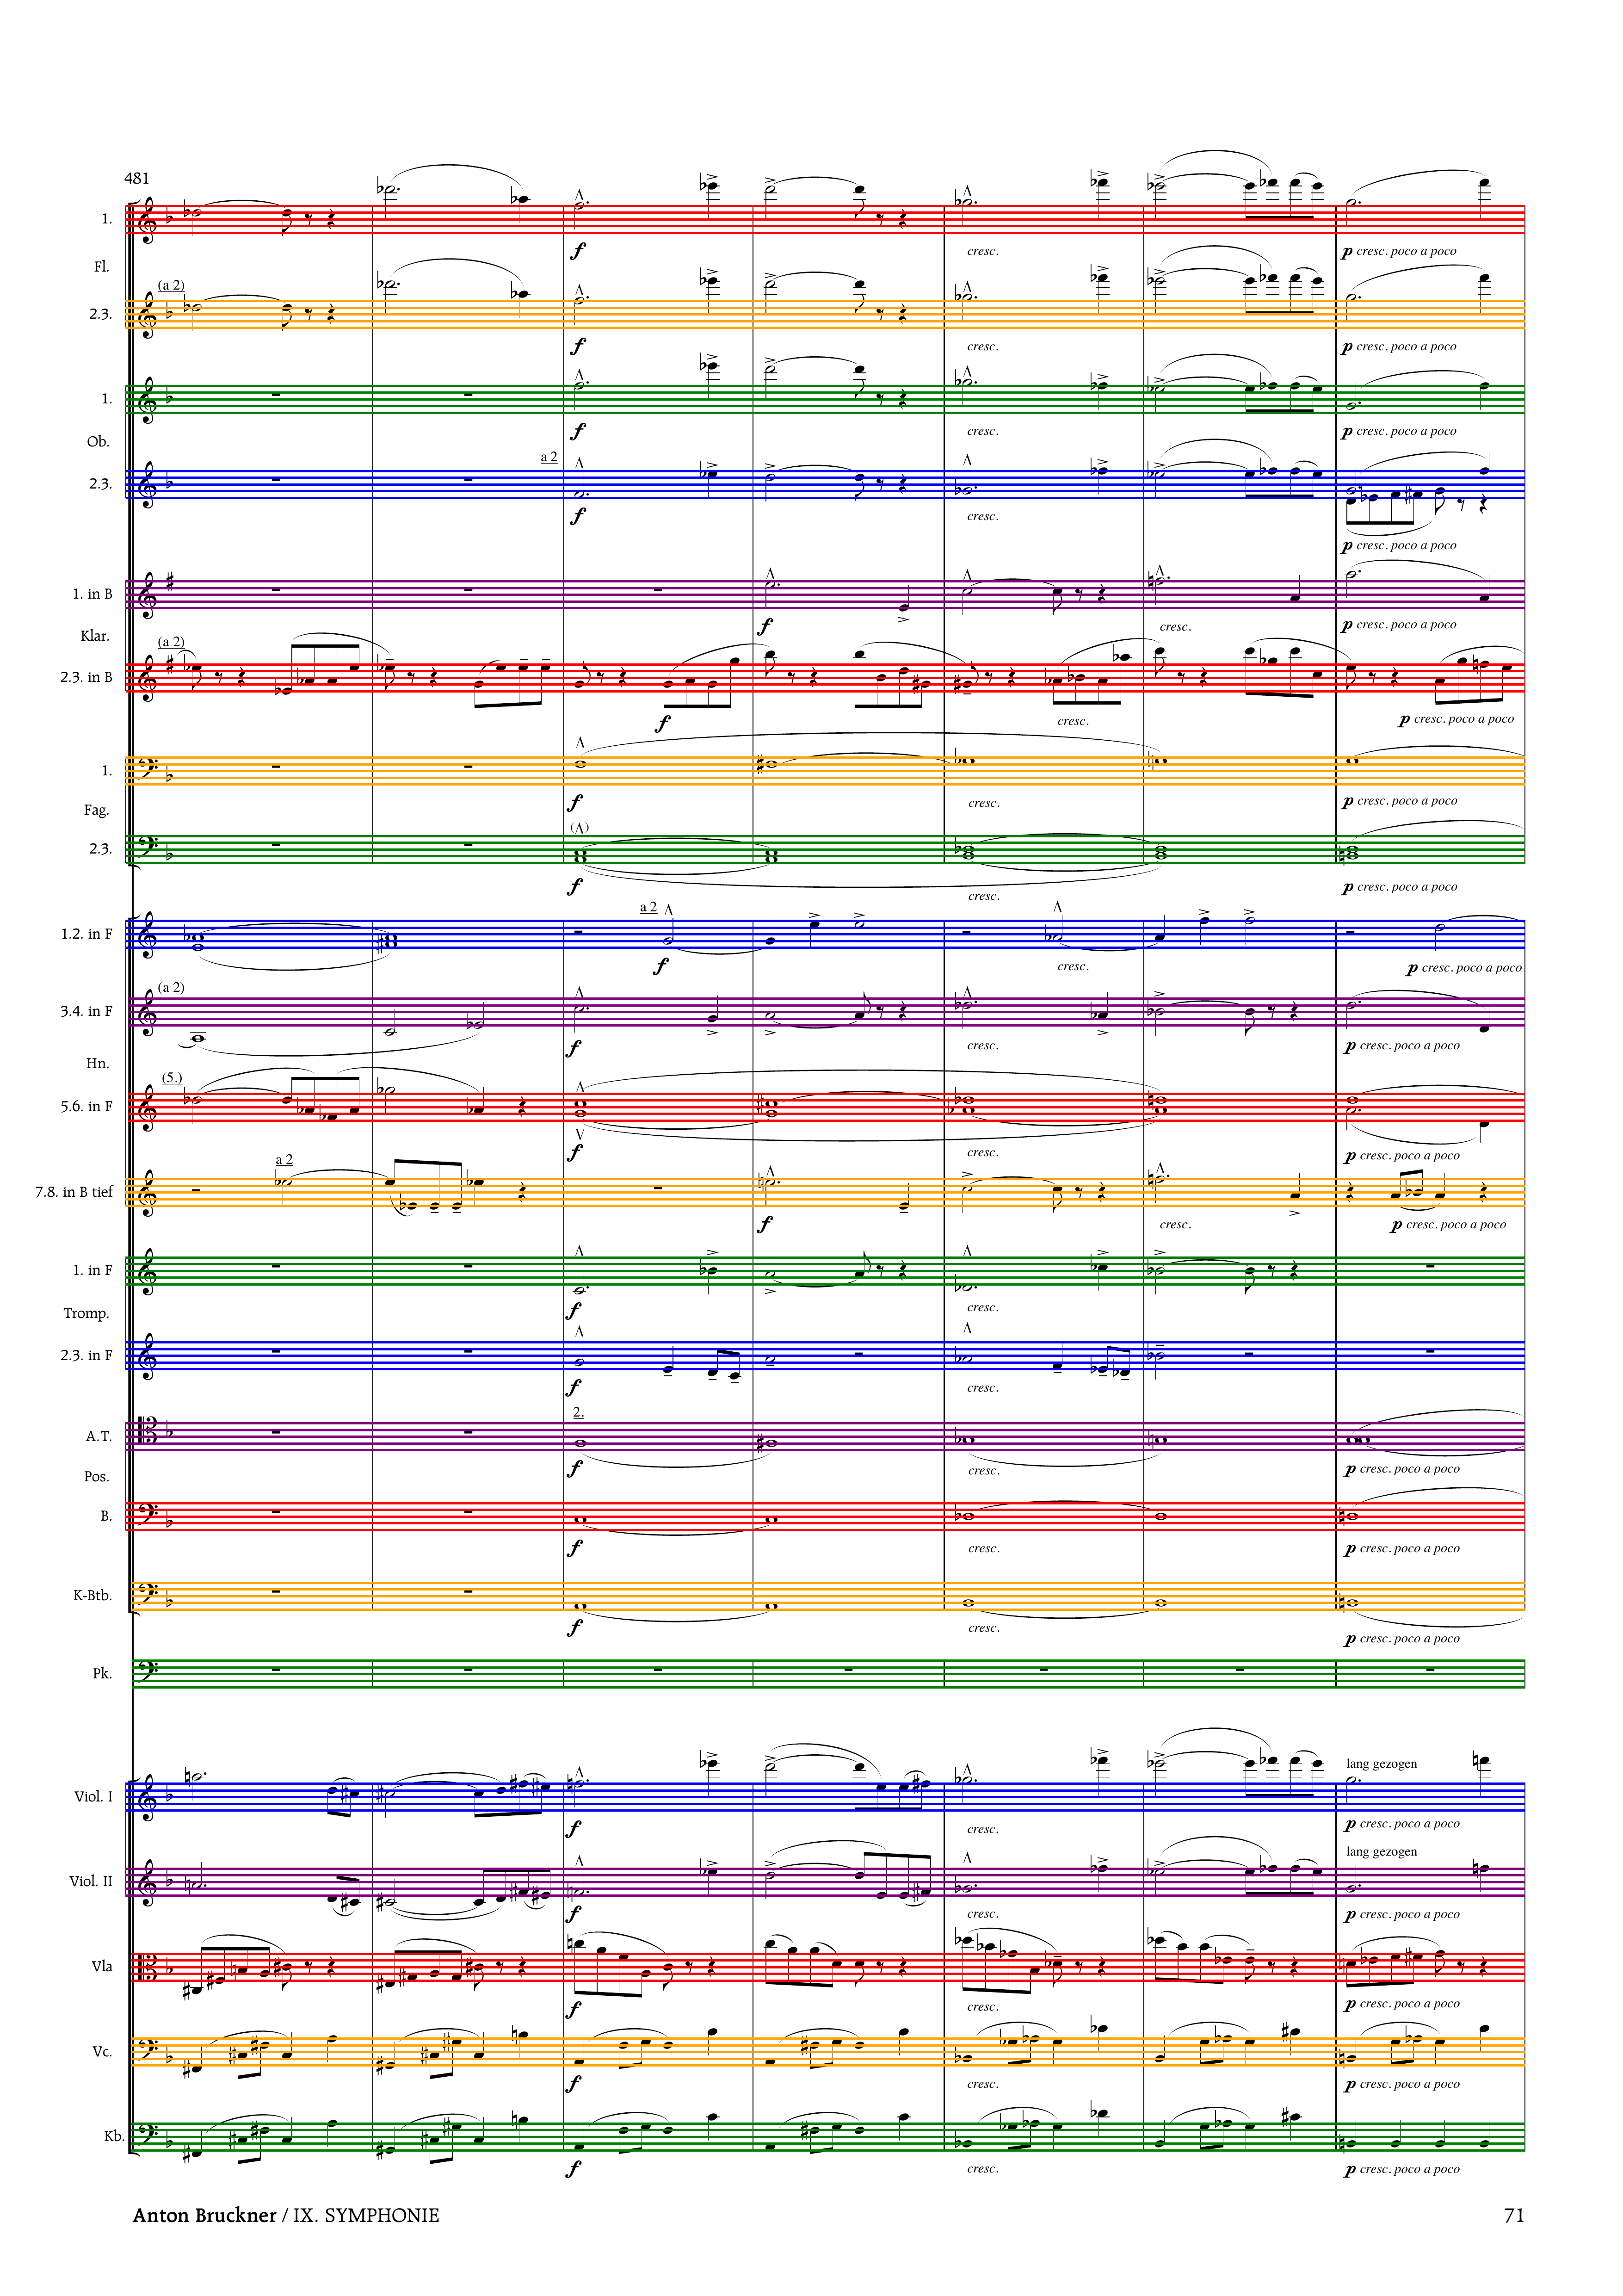 481
1.
f
cresc.
p cresc. poco a poco
Fl.
(a 2)
2.3.
f
cresc.
p cresc. poco a poco
1.
f
cresc.
p cresc. poco a poco
Ob.
a 2
2.3.
f
cresc.
p cresc. poco a poco
1. in B
f
cresc.
p cresc. poco a poco
Klar.
(a 2)
2.3. in B
f
cresc.
p cresc. poco a poco
1.
f
cresc.
p cresc. poco a poco
Fag.
2.3.
f
cresc.
p cresc. poco a poco
a 2
1.2. in F
f
cresc.
p cresc. poco a poco
(a 2)
3.4. in F
f
cresc.
p cresc. poco a poco
Hn.
(5.)
5.6. in F
f
cresc.
p cresc. poco a poco
a 2
7.8. in B tief
f
cresc.
p cresc. poco a poco
1. in F
f
cresc.
Tromp.
2.3. in F
f
cresc.
2.
A.T.
f
cresc.
p cresc. poco a poco
Pos.
B.
f
cresc.
p cresc. poco a poco
K-Btb.
f
cresc.
p cresc. poco a poco
Pk.
lang gezogen
Viol. I
f
cresc.
p cresc. poco a poco
lang gezogen
Viol. II
f
cresc.
p cresc. poco a poco
Vla
f
cresc.
p cresc. poco a poco
Vc.
f
cresc.
p cresc. poco a poco
Kb.
f
cresc.
p cresc. poco a poco
Anton Bruckner / IX. SYMPHONIE
71